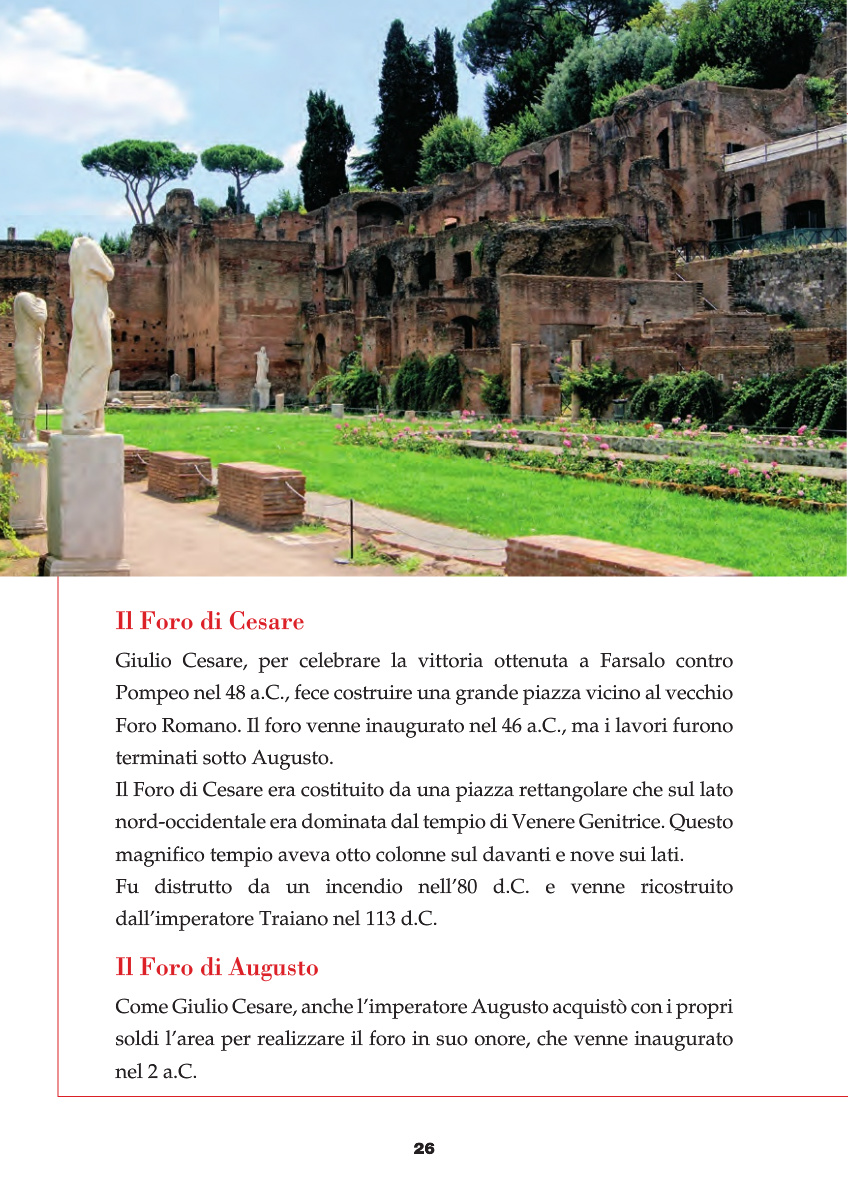 Il Foro di Cesare
Giulio Cesare, per celebrare la vittoria ottenuta a Farsalo contro
Pompeo nel 48 a.C., fece costruire una grande piazza vicino al vecchio
Foro Romano. Il foro venne inaugurato nel 46 a.C., ma i lavori furono
terminati sotto Augusto.
Il Foro di Cesare era costituito da una piazza rettangolare che sul lato
nord-occidentale era dominata dal tempio di Venere Genitrice. Questo
magnifico tempio aveva otto colonne sul davanti e nove sui lati.
Fu distrutto da un incendio nell’80 d.C. e venne ricostruito
dall’imperatore Traiano nel 113 d.C.
Il Foro di Augusto
Come Giulio Cesare, anche l’imperatore Augusto acquistò con i propri
soldi l’area per realizzare il foro in suo onore, che venne inaugurato
nel 2 a.C.
26